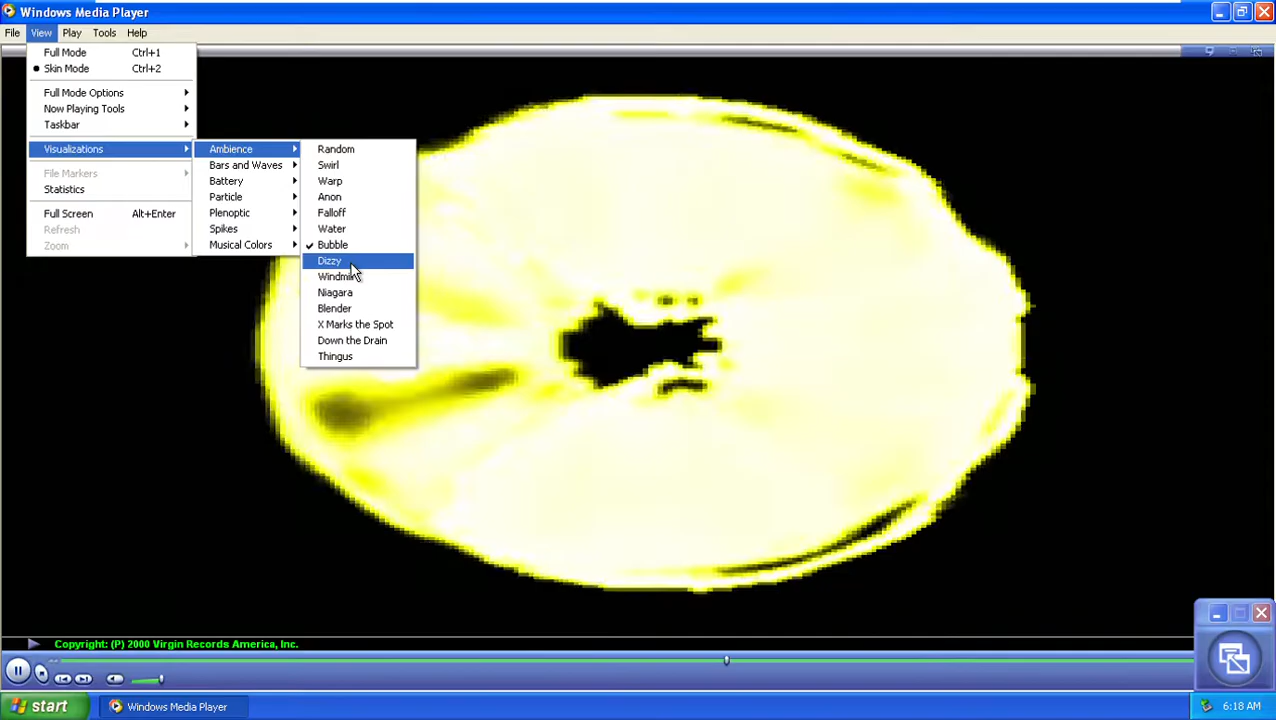 Windows Media Player
File View Play Tools Help
Full Mode Ctrl+1
Skin Mode Ctrl+2
Full Mode Options
Now Playing Tools
Taskbar
Visualizations
File Markers
Statistics
Full Screen Alt+Enter
Refresh
Zoom
Ambience
Bars and Waves
Battery
Particle
Plenoptic
Spikes
Musical Colors
Random
Swirl
Warp
Anon
Falloff
Water
Bubble
Dizzy
Windmill
Niagara
Blender
X Marks the Spot
Down the Drain
Thingus
Copyright: (P) 2000 Virgin Records America, Inc.
start Windows Media Player 6:18 AM